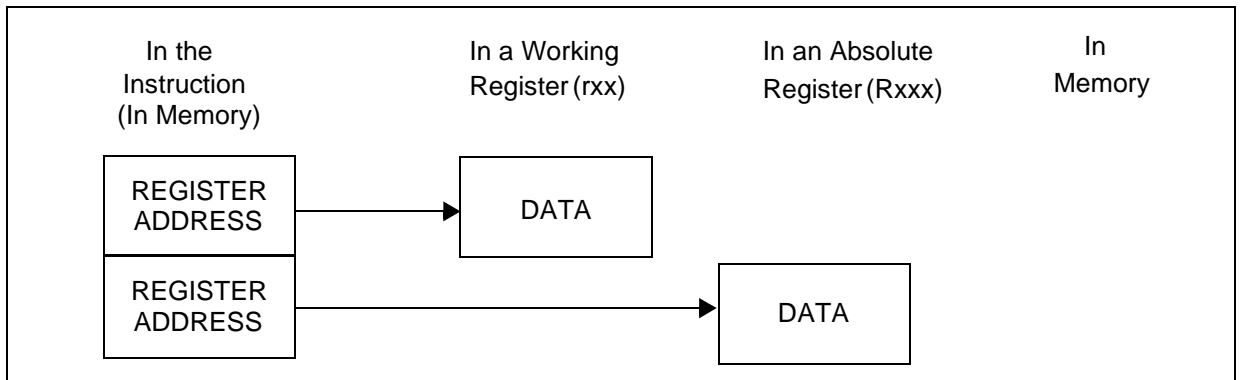 In the
Instruction
(In Memory)
In a Working
Register (rxx)
In an Absolute
Register (Rxxx)
In
Memory
REGISTER
ADDRESS
DATA
REGISTER
ADDRESS
DATA